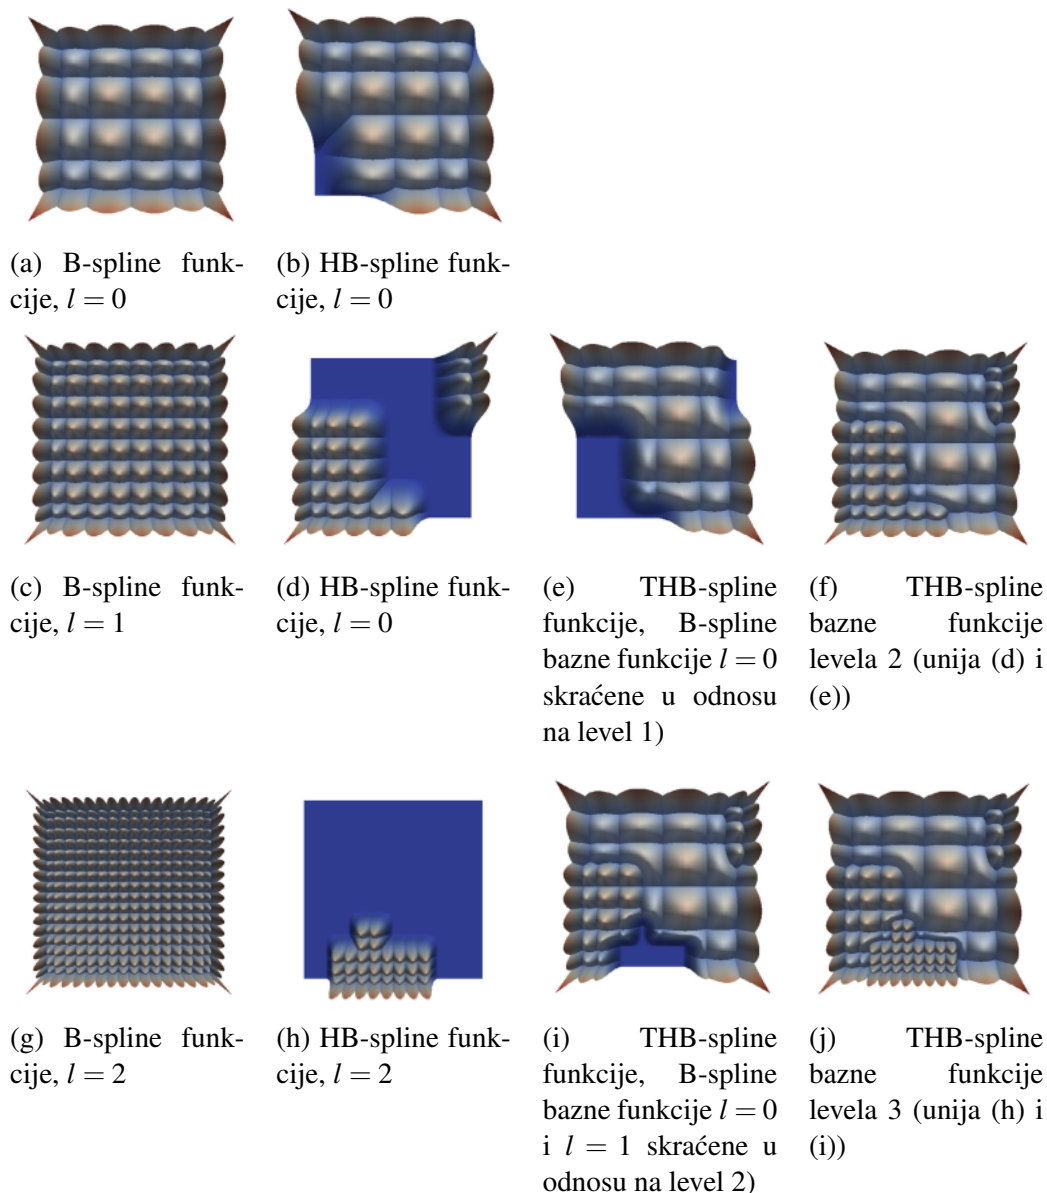 (a) B-spline funk-
cije, l = 0
(b) HB-spline funk-
cije, l = 0
(c) B-spline funk-
cije, l = 1
(d) HB-spline funk-
cije, l = 0
(e) THB-spline
funkcije, B-spline
bazne funkcije l = 0
skraćene u odnosu
na level 1)
(f) THB-spline
bazne funkcije
levela 2 (unija (d) i
(e))
(g) B-spline funk-
cije, l = 2
(h) HB-spline funk-
cije, l = 2
(i) THB-spline
funkcije, B-spline
bazne funkcije l = 0
i l = 1 skraćene u
odnosu na level 2)
(j) THB-spline
bazne funkcije
levela 3 (unija (h) i
(i))